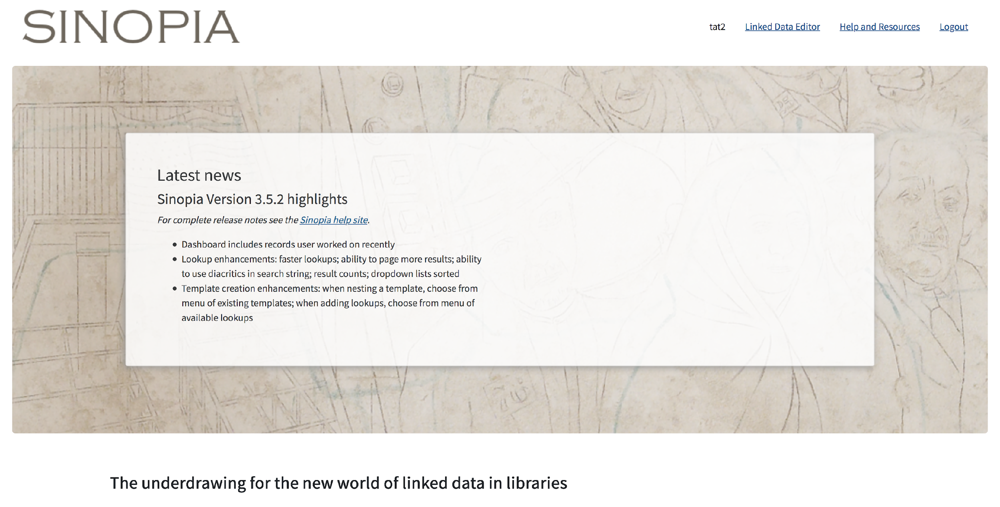 SINOPIA
tat2 Linked Data Editor Help and Resources Logout
Latest news
Sinopia Version 3.5.2 highlights
For complete release notes see the Sinopia help site.
• Dashboard includes records user worked on recently
• Lookup enhancements: faster lookups; ability to page more results; ability
to use diacritics in search string; result counts; dropdown lists sorted
• Template creation enhancements: when nesting a template, choose from
menu of existing templates; when adding lookups, choose from menu of
available lookups
The underdrawing for the new world of linked data in libraries